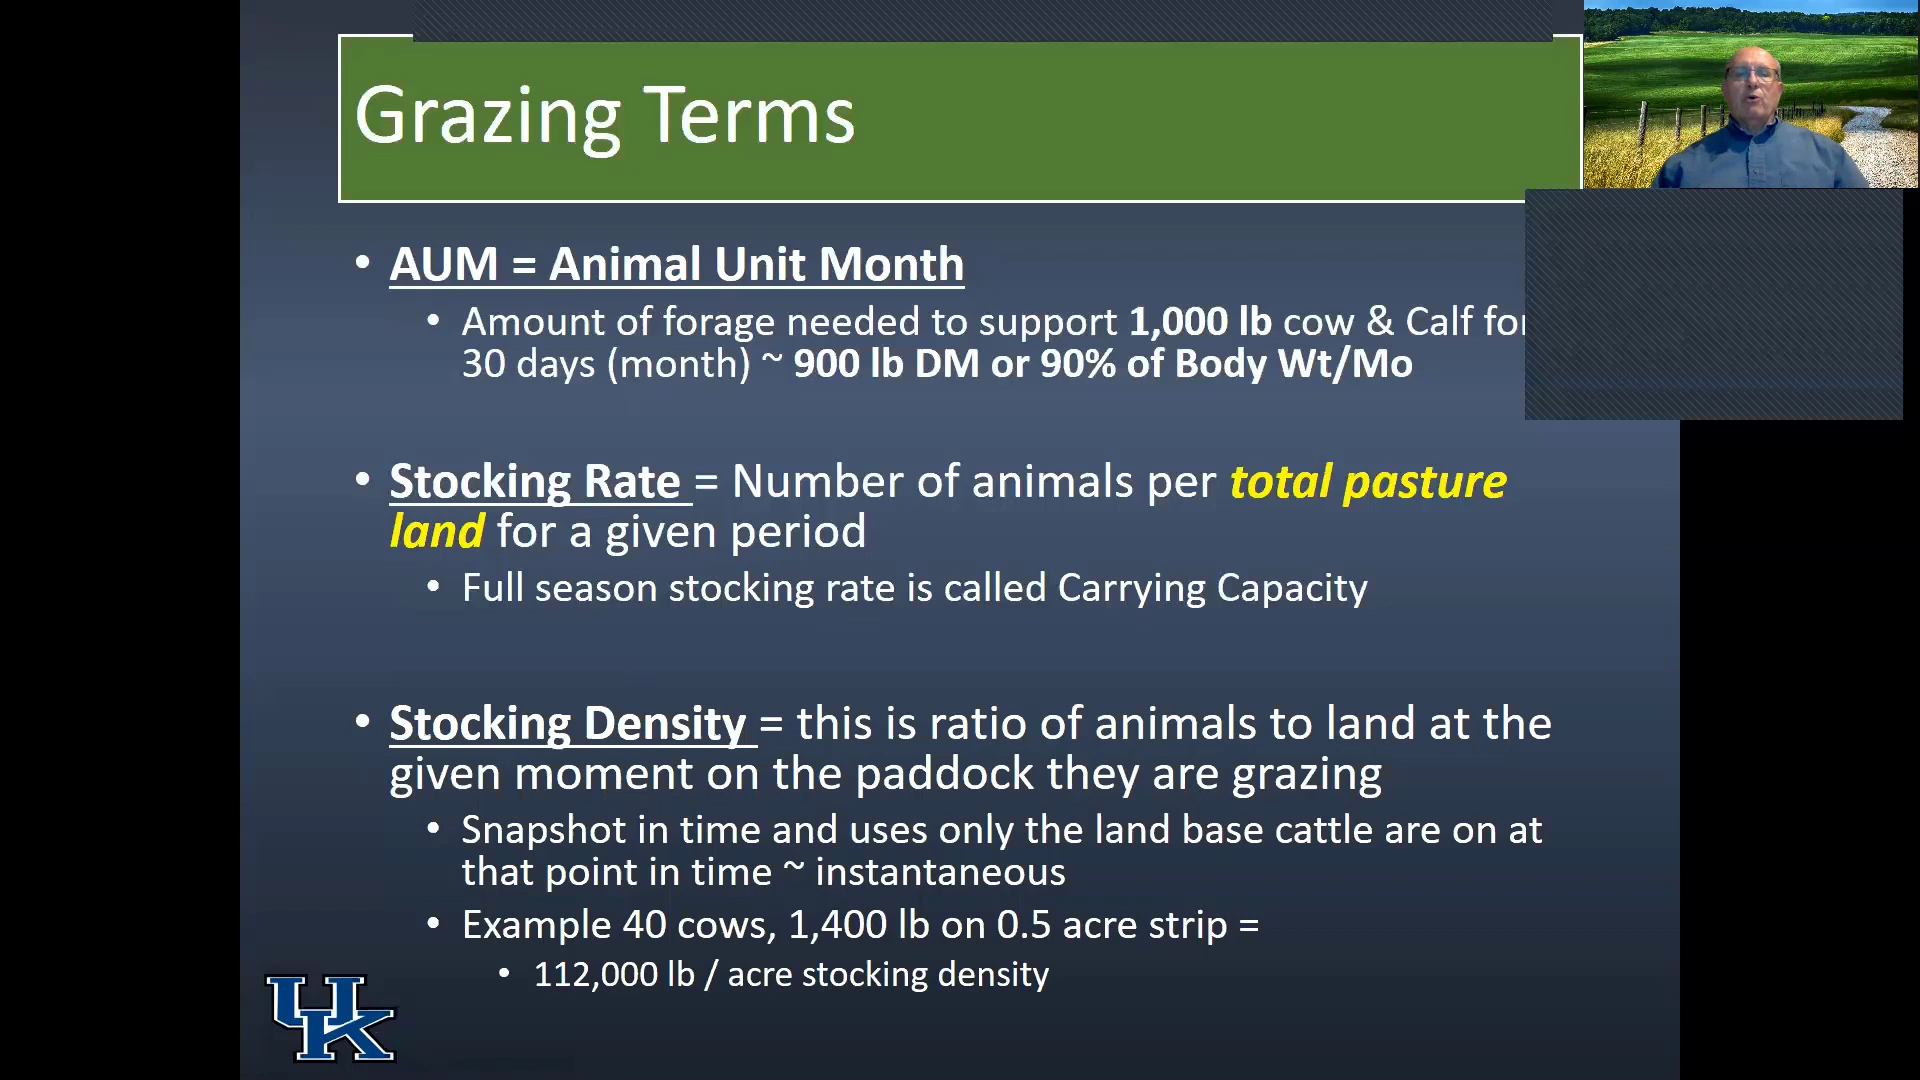 Grazing Terms
• AUM = Animal Unit Month
• Amount of forage needed to support 1,000 lb cow & Calf for
30 days (month) ~ 900 lb DM or 90% of Body Wt/Mo
• Stocking Rate = Number of animals per total pasture
land for a given period
• Full season stocking rate is called Carrying Capacity
• Stocking Density = this is ratio of animals to land at the
given moment on the paddock they are grazing
• Snapshot in time and uses only the land base cattle are on at
that point in time ~ instantaneous
• Example 40 cows, 1,400 lb on 0.5 acre strip =
• 112,000 lb / acre stocking density
UK